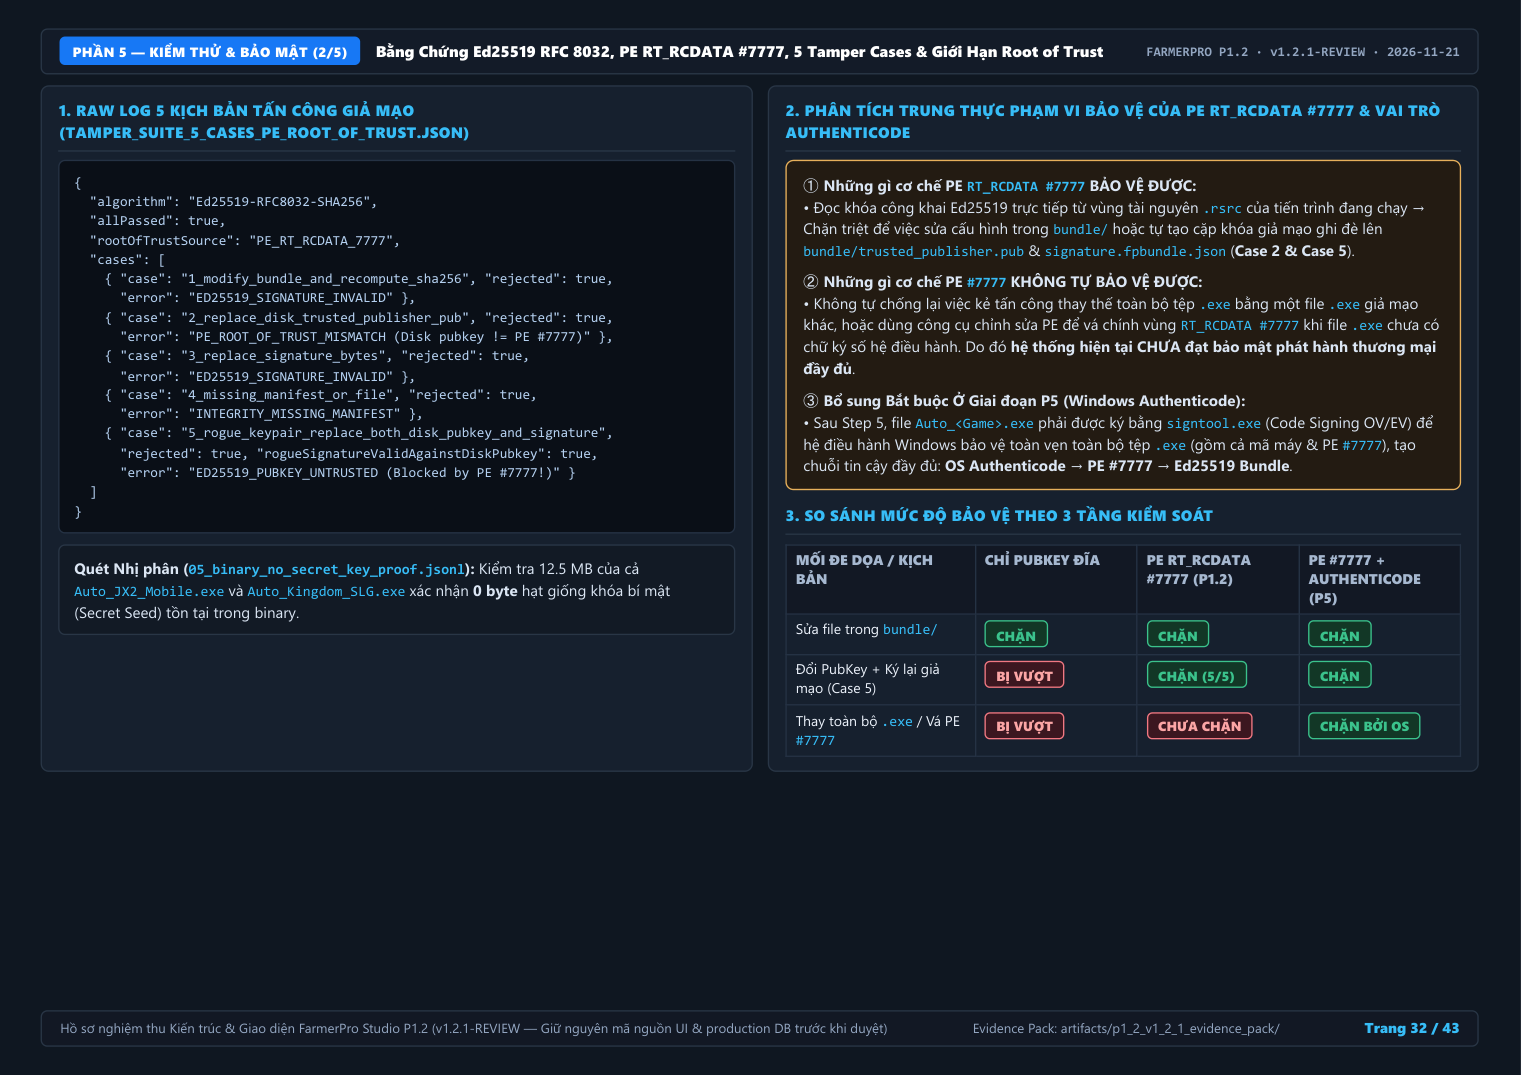 PHẦN 5 — KIỂM THỬ & BẢO MẬT (2/5)
Bằng Chứng Ed25519 RFC 8032, PE RT_RCDATA #7777, 5 Tamper Cases & Giới Hạn Root of Trust
FARMERPRO P1.2 · v1.2.1-REVIEW · 2026-11-21
1. RAW LOG 5 KỊCH BẢN TẤN CÔNG GIẢ MẠO
(TAMPER_SUITE_5_CASES_PE_ROOT_OF_TRUST.JSON)
{
"algorithm": "Ed25519-RFC8032-SHA256",
"allPassed": true,
"rootOfTrustSource": "PE_RT_RCDATA_7777",
"cases": [
{ "case": "1_modify_bundle_and_recompute_sha256", "rejected": true,
"error": "ED25519_SIGNATURE_INVALID" },
{ "case": "2_replace_disk_trusted_publisher_pub", "rejected": true,
"error": "PE_ROOT_OF_TRUST_MISMATCH (Disk pubkey != PE #7777)" },
{ "case": "3_replace_signature_bytes", "rejected": true,
"error": "ED25519_SIGNATURE_INVALID" },
{ "case": "4_missing_manifest_or_file", "rejected": true,
"error": "INTEGRITY_MISSING_MANIFEST" },
{ "case": "5_rogue_keypair_replace_both_disk_pubkey_and_signature",
"rejected": true, "rogueSignatureValidAgainstDiskPubkey": true,
"error": "ED25519_PUBKEY_UNTRUSTED (Blocked by PE #7777!)" }
]
}
Quét Nhị phân (05_binary_no_secret_key_proof.jsonl): Kiểm tra 12.5 MB của cả
Auto_JX2_Mobile.exe và Auto_Kingdom_SLG.exe xác nhận 0 byte hạt giống khóa bí mật
(Secret Seed) tồn tại trong binary.
2. PHÂN TÍCH TRUNG THỰC PHẠM VI BẢO VỆ CỦA PE RT_RCDATA #7777 & VAI TRÒ
AUTHENTICODE
① Những gì cơ chế PE RT_RCDATA #7777 BẢO VỆ ĐƯỢC:
• Đọc khóa công khai Ed25519 trực tiếp từ vùng tài nguyên .rsrc của tiến trình đang chạy →
Chặn triệt để việc sửa cấu hình trong bundle/ hoặc tự tạo cặp khóa giả mạo ghi đè lên
bundle/trusted_publisher.pub & signature.fpbundle.json (Case 2 & Case 5).
② Những gì cơ chế PE #7777 KHÔNG TỰ BẢO VỆ ĐƯỢC:
• Không tự chống lại việc kẻ tấn công thay thế toàn bộ tệp .exe bằng một file .exe giả mạo
khác, hoặc dùng công cụ chỉnh sửa PE để vá chính vùng RT_RCDATA #7777 khi file .exe chưa có
chữ ký số hệ điều hành. Do đó hệ thống hiện tại CHƯA đạt bảo mật phát hành thương mại
đầy đủ.
③ Bổ sung Bắt buộc Ở Giai đoạn P5 (Windows Authenticode):
• Sau Step 5, file Auto_<Game>.exe phải được ký bằng signtool.exe (Code Signing OV/EV) để
hệ điều hành Windows bảo vệ toàn vẹn toàn bộ tệp .exe (gồm cả mã máy & PE #7777), tạo
chuỗi tin cậy đầy đủ: OS Authenticode → PE #7777 → Ed25519 Bundle.
3. SO SÁNH MỨC ĐỘ BẢO VỆ THEO 3 TẦNG KIỂM SOÁT
MỐI ĐE DỌA / KỊCH BẢN
CHỈ PUBKEY ĐĨA
PE RT_RCDATA #7777 (P1.2)
PE #7777 + AUTHENTICODE (P5)
Sửa file trong bundle/
CHẶN
CHẶN
CHẶN
Đổi PubKey + Ký lại giả mạo (Case 5)
BỊ VƯỢT
CHẶN (5/5)
CHẶN
Thay toàn bộ .exe / Vá PE #7777
BỊ VƯỢT
CHƯA CHẶN
CHẶN BỞI OS
Hồ sơ nghiệm thu Kiến trúc & Giao diện FarmerPro Studio P1.2 (v1.2.1-REVIEW — Giữ nguyên mã nguồn UI & production DB trước khi duyệt)
Evidence Pack: artifacts/p1_2_v1_2_1_evidence_pack/
Trang 32 / 43